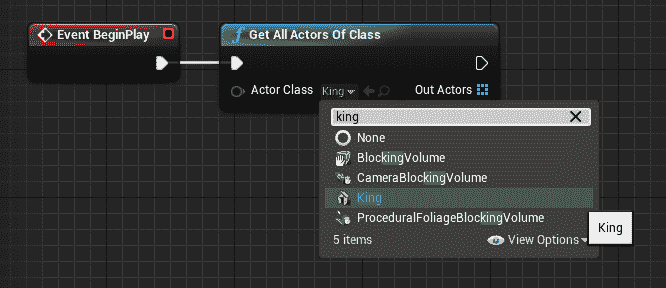 Event BeginPlay
Get All Actors Of Class
Actor Class King Out Actors
king
None
BlockingVolume
CameraBlockingVolume
King
ProceduralFoliageBlockingVolume
5 items View Options
King